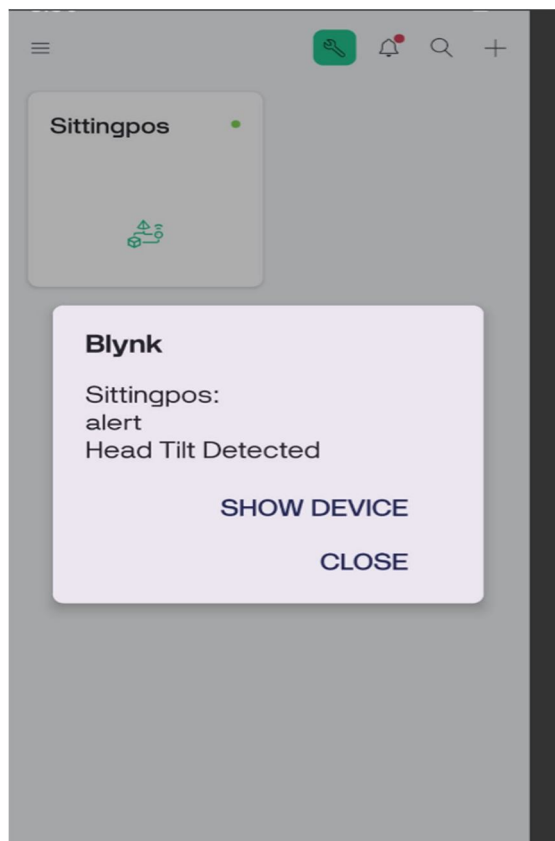 Sittingpos
Blynk
Sittingpos:
alert
Head Tilt Detected
SHOW DEVICE
CLOSE